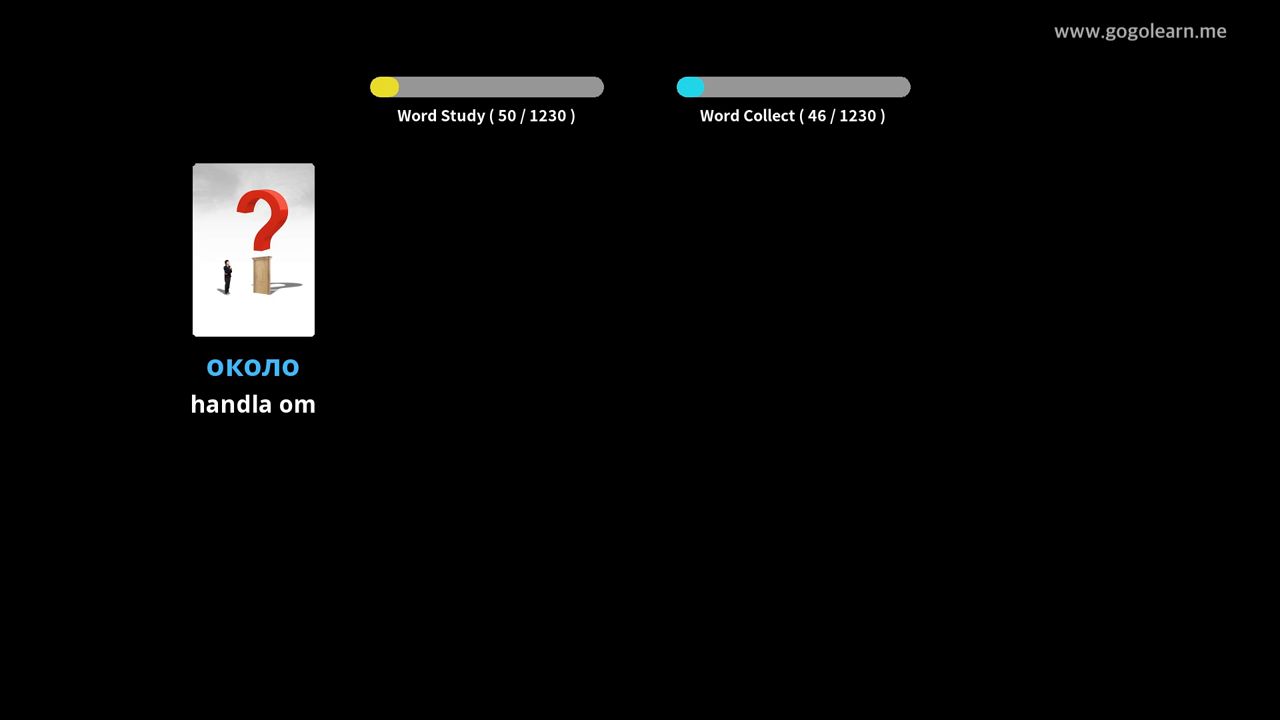 www.gogolearn.me
Word Study ( 50 / 1230 )
Word Collect ( 46 / 1230 )
?
около
handla om